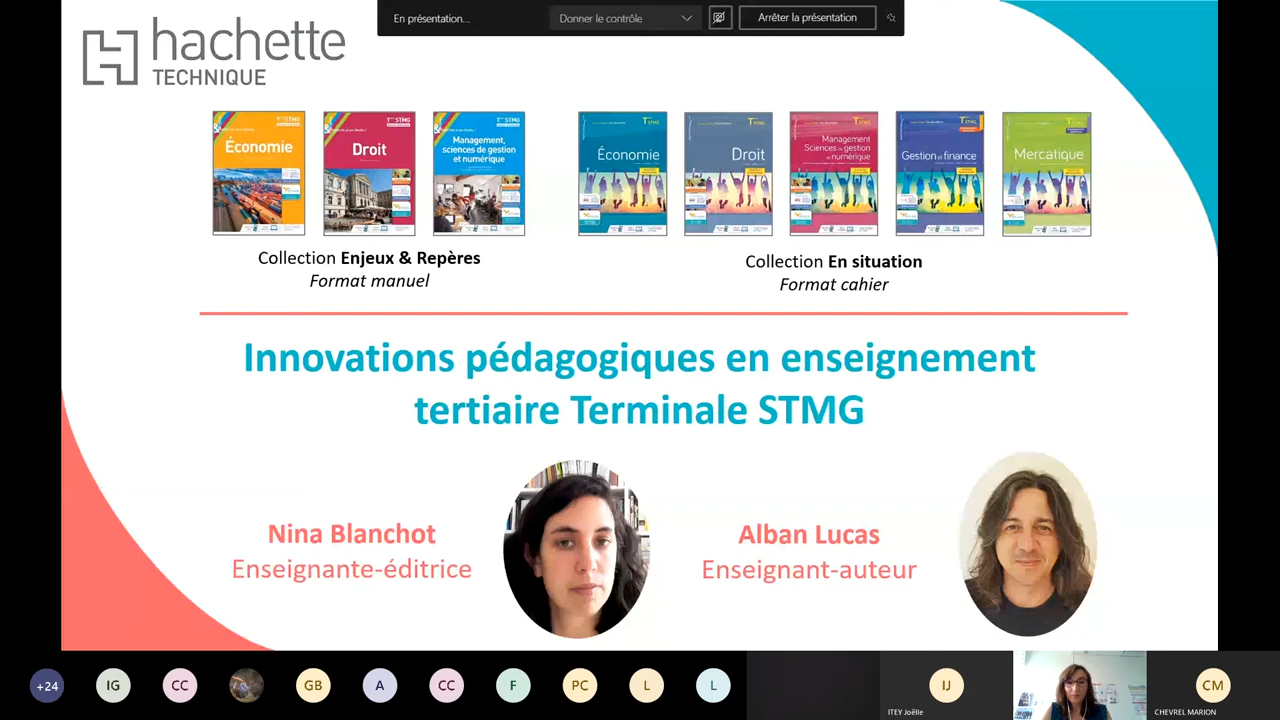 En présentation...
Donner le contrôle
Arrêter la présentation
hachette
TECHNIQUE
Économie
Droit
Management,
sciences de gestion
et numérique
Économie
Droit
Management
Sciences de gestion
et numérique
Gestion et finance
Mercatique
Collection Enjeux & Repères
Format manuel
Collection En situation
Format cahier
Innovations pédagogiques en enseignement
tertiaire Terminale STMG
Nina Blanchot
Enseignante-éditrice
Alban Lucas
Enseignant-auteur
+24
IG
CC
GB
A
CC
F
PC
L
L
IJ
ITEY Joëlle
CM
CHEVREL MARION